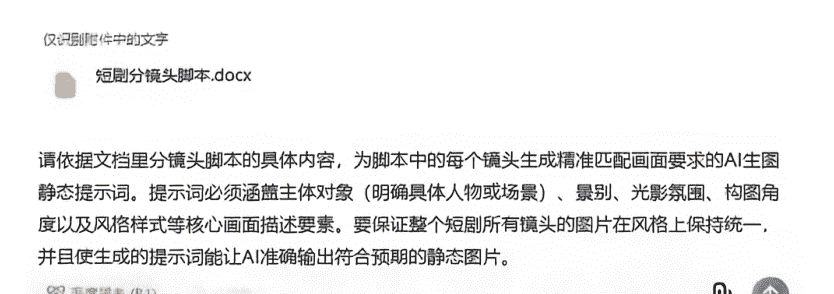 仅识别附件中的文字
短剧分镜头脚本.docx
请依据文档里分镜头脚本的具体内容，为脚本中的每个镜头生成精准匹配画面要求的AI生图
静态提示词。提示词必须涵盖主体对象（明确具体人物或场景）、景别、光影氛围、构图角
度以及风格样式等核心画面描述要素。要保证整个短剧所有镜头的图片在风格上保持统一，
并且使生成的提示词能让AI准确输出符合预期的静态图片。